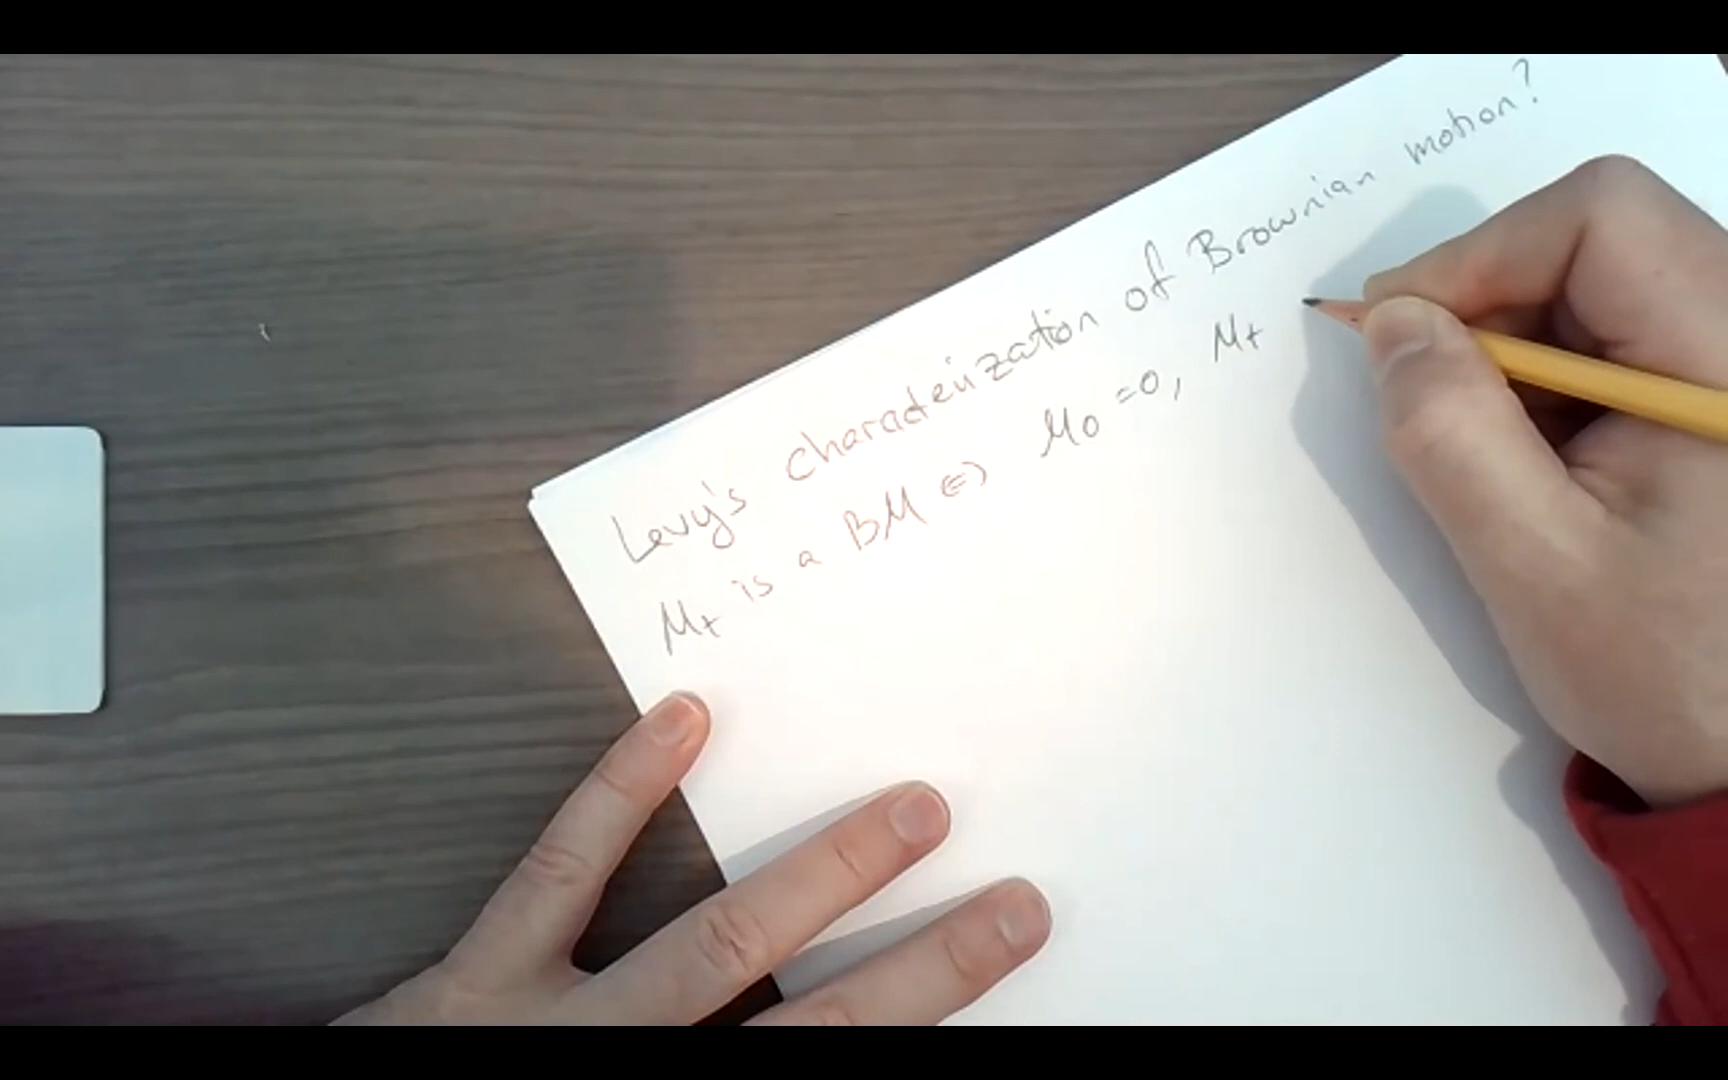 Levy's characterization of Brownian motion?
Mt is a BM ⇔ M0 = 0, Mt